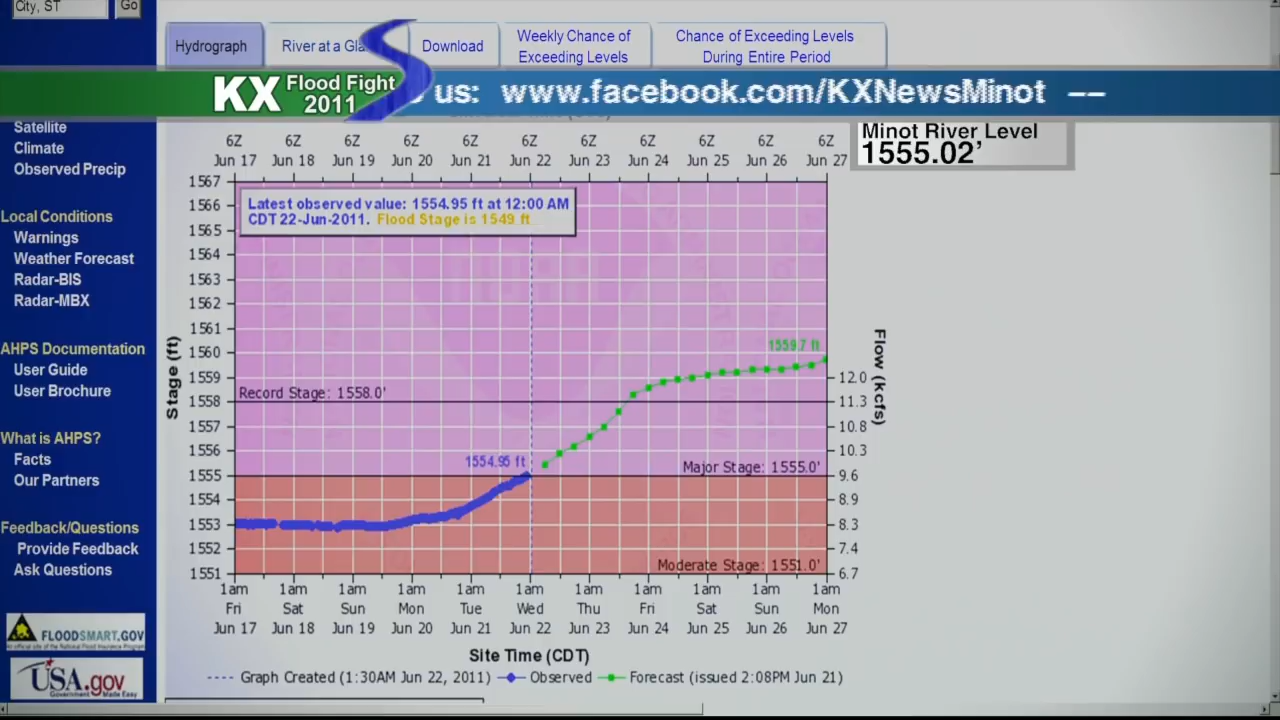 City, ST
Go
Hydrograph
River at a Gla
Download
Weekly Chance of
Exceeding Levels
Chance of Exceeding Levels
During Entire Period
KX Flood Fight
2011
us: www.facebook.com/KXNewsMinot --
Minot River Level
1555.02'
Satellite
Climate
Observed Precip
Local Conditions
Warnings
Weather Forecast
Radar-BIS
Radar-MBX
AHPS Documentation
User Guide
User Brochure
What is AHPS?
Facts
Our Partners
Feedback/Questions
Provide Feedback
Ask Questions
FLOODSMART.GOV
USA.gov
Government Made Easy
6Z 6Z 6Z 6Z 6Z 6Z 6Z 6Z 6Z 6Z 6Z
Jun 17 Jun 18 Jun 19 Jun 20 Jun 21 Jun 22 Jun 23 Jun 24 Jun 25 Jun 26 Jun 27
Latest observed value: 1554.95 ft at 12:00 AM
CDT 22-Jun-2011. Flood Stage is 1549 ft
1567
1566
1565
1564
1563
1562
1561
1560
1559
1558
1557
1556
1555
1554
1553
1552
1551
Stage (ft)
1559.7 ft
Record Stage: 1558.0'
1554.95 ft
Major Stage: 1555.0'
Moderate Stage: 1551.0'
12.0
11.3
10.8
10.3
9.6
8.9
8.3
7.4
6.7
Flow (kcfs)
1am 1am 1am 1am 1am 1am 1am 1am 1am 1am 1am
Fri Sat Sun Mon Tue Wed Thu Fri Sat Sun Mon
Jun 17 Jun 18 Jun 19 Jun 20 Jun 21 Jun 22 Jun 23 Jun 24 Jun 25 Jun 26 Jun 27
Site Time (CDT)
Graph Created (1:30AM Jun 22, 2011) Observed Forecast (issued 2:08PM Jun 21)